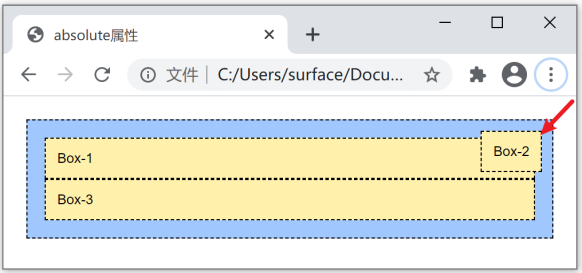 absolute属性
文件 C:/Users/surface/Docu...
Box-1
Box-2
Box-3